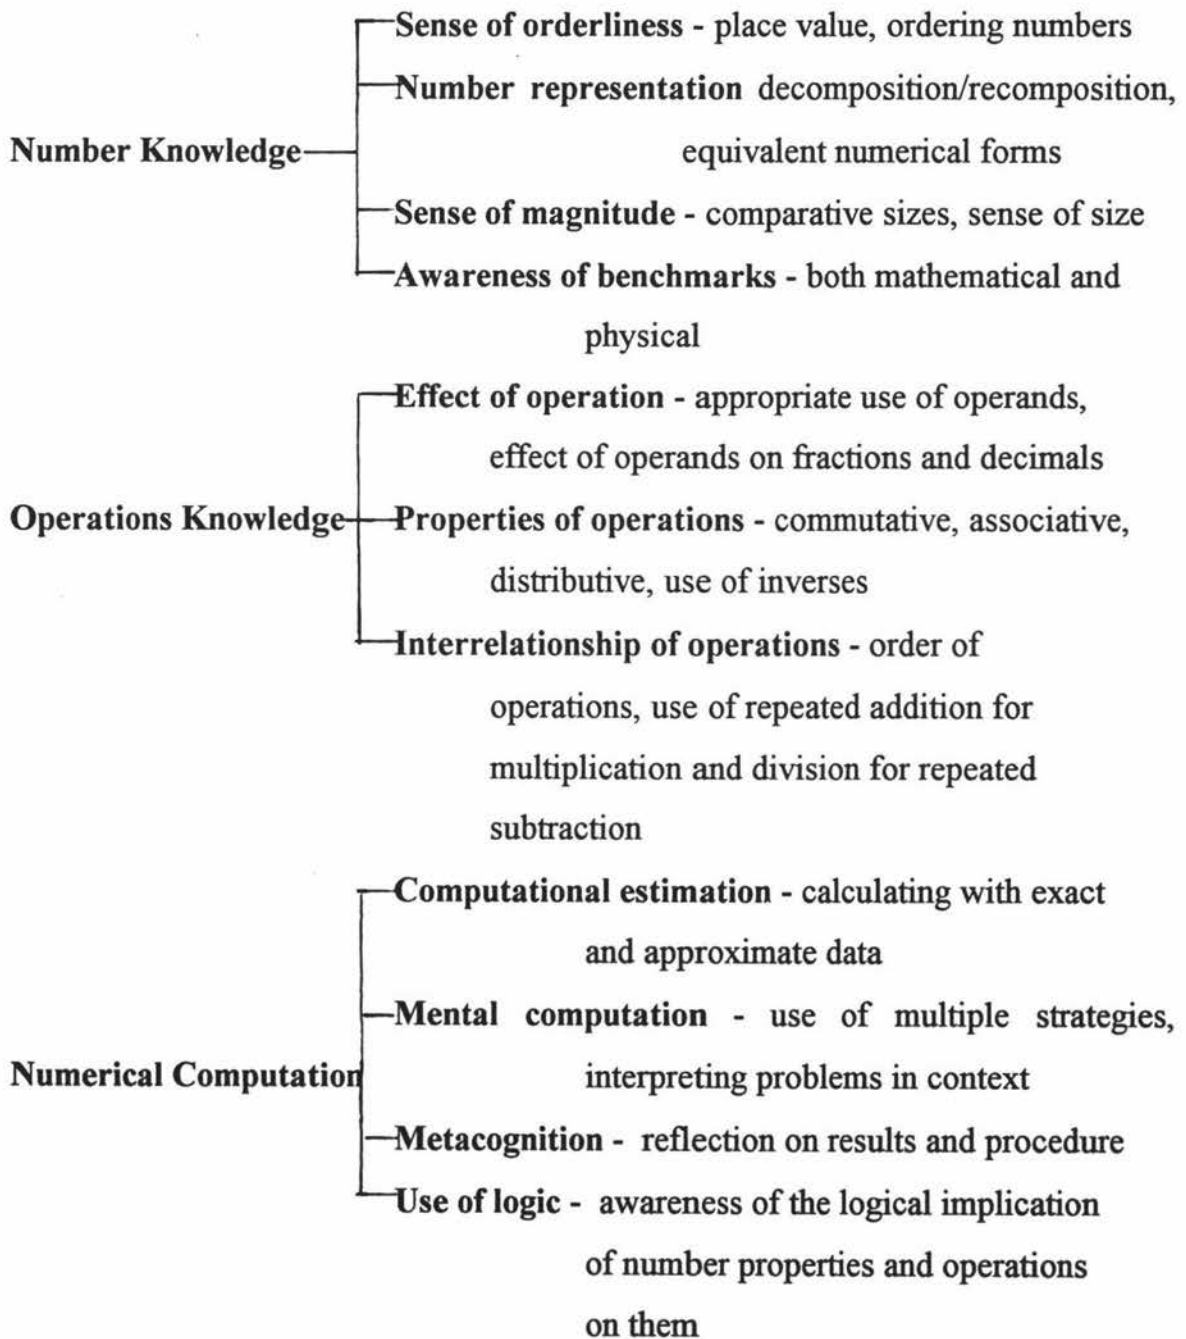 Sense of orderliness - place value, ordering numbers
Number representation decomposition/recomposition,
Number Knowledge
equivalent numerical forms
Sense of magnitude - comparative sizes, sense of size
Awareness of benchmarks - both mathematical and
physical
Effect of operation - appropriate use of operands,
effect of operands on fractions and decimals
Operations Knowledge
Properties of operations - commutative, associative,
distributive, use of inverses
Interrelationship of operations - order of
operations, use of repeated addition for
multiplication and division for repeated
subtraction
Computational estimation - calculating with exact
and approximate data
Mental computation - use of multiple strategies,
Numerical Computation
interpreting problems in context
Metacognition - reflection on results and procedure
Use of logic - awareness of the logical implication
of number properties and operations
on them